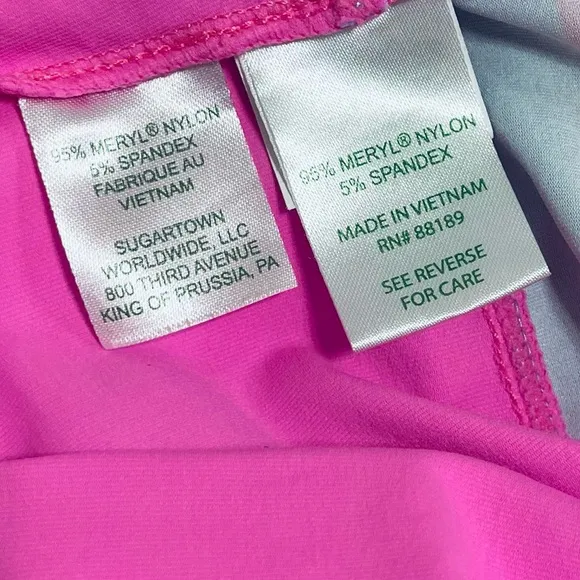 95% MERYL® NYLON
5% SPANDEX
FABRIQUE AU
VIETNAM
SUGARTOWN
WORLDWIDE, LLC
800 THIRD AVENUE
KING OF PRUSSIA, PA
95% MERYL® NYLON
5% SPANDEX
MADE IN VIETNAM
RN# 88189
SEE REVERSE
FOR CARE